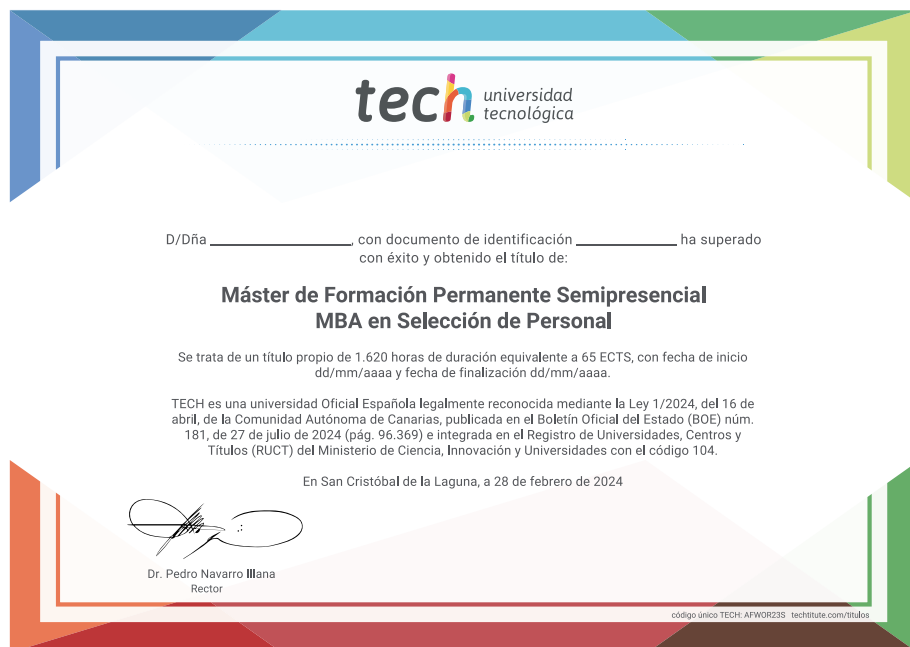 tech universidad
tecnológica
D/Dña ______________, con documento de identificación __________ ha superado
con éxito y obtenido el título de:
Máster de Formación Permanente Semipresencial
MBA en Selección de Personal
Se trata de un título propio de 1.620 horas de duración equivalente a 65 ECTS, con fecha de inicio
dd/mm/aaaa y fecha de finalización dd/mm/aaaa.
TECH es una universidad Oficial Española legalmente reconocida mediante la Ley 1/2024, del 16 de
abril, de la Comunidad Autónoma de Canarias, publicada en el Boletín Oficial del Estado (BOE) núm.
181, de 27 de julio de 2024 (pág. 96.369) e integrada en el Registro de Universidades, Centros y
Títulos (RUCT) del Ministerio de Ciencia, Innovación y Universidades con el código 104.
En San Cristóbal de la Laguna, a 28 de febrero de 2024
Dr. Pedro Navarro Illana
Rector
código único TECH: AFWOR23S techtitute.com/titulos